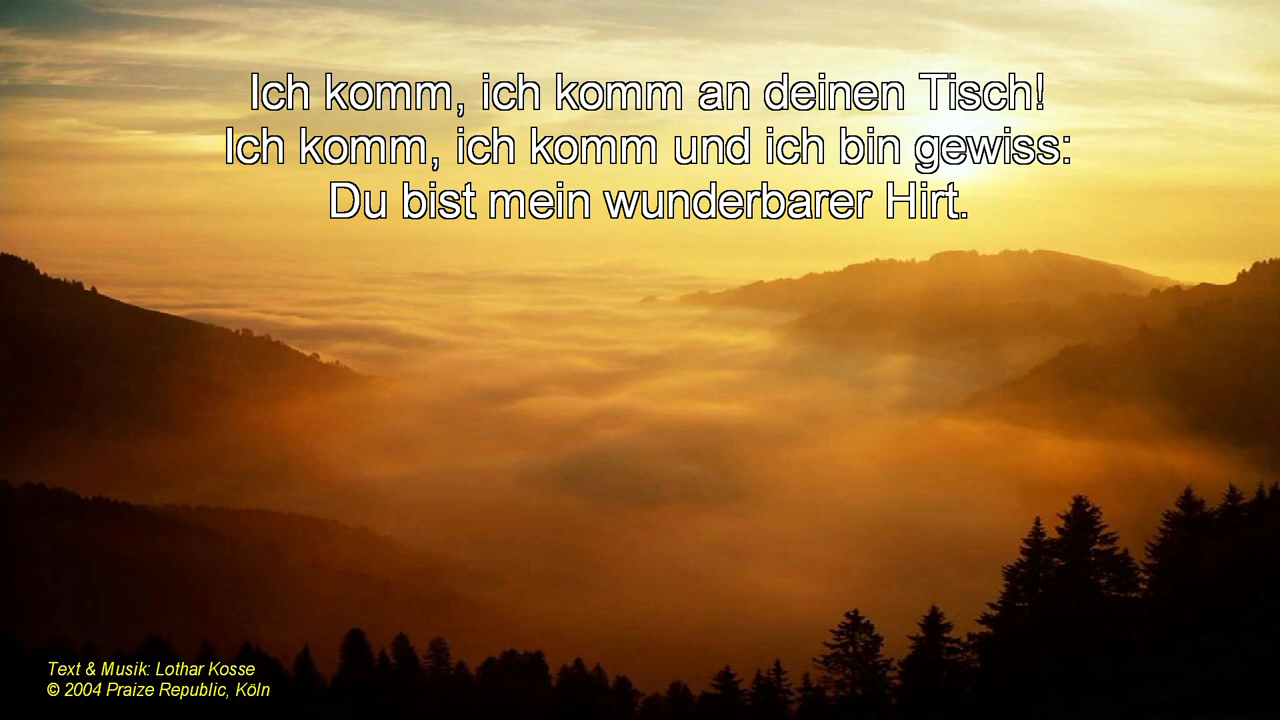 Ich komm, ich komm an deinen Tisch!
Ich komm, ich komm und ich bin gewiss:
Du bist mein wunderbarer Hirt.
Text & Musik: Lothar Kosse
© 2004 Praize Republic, Köln